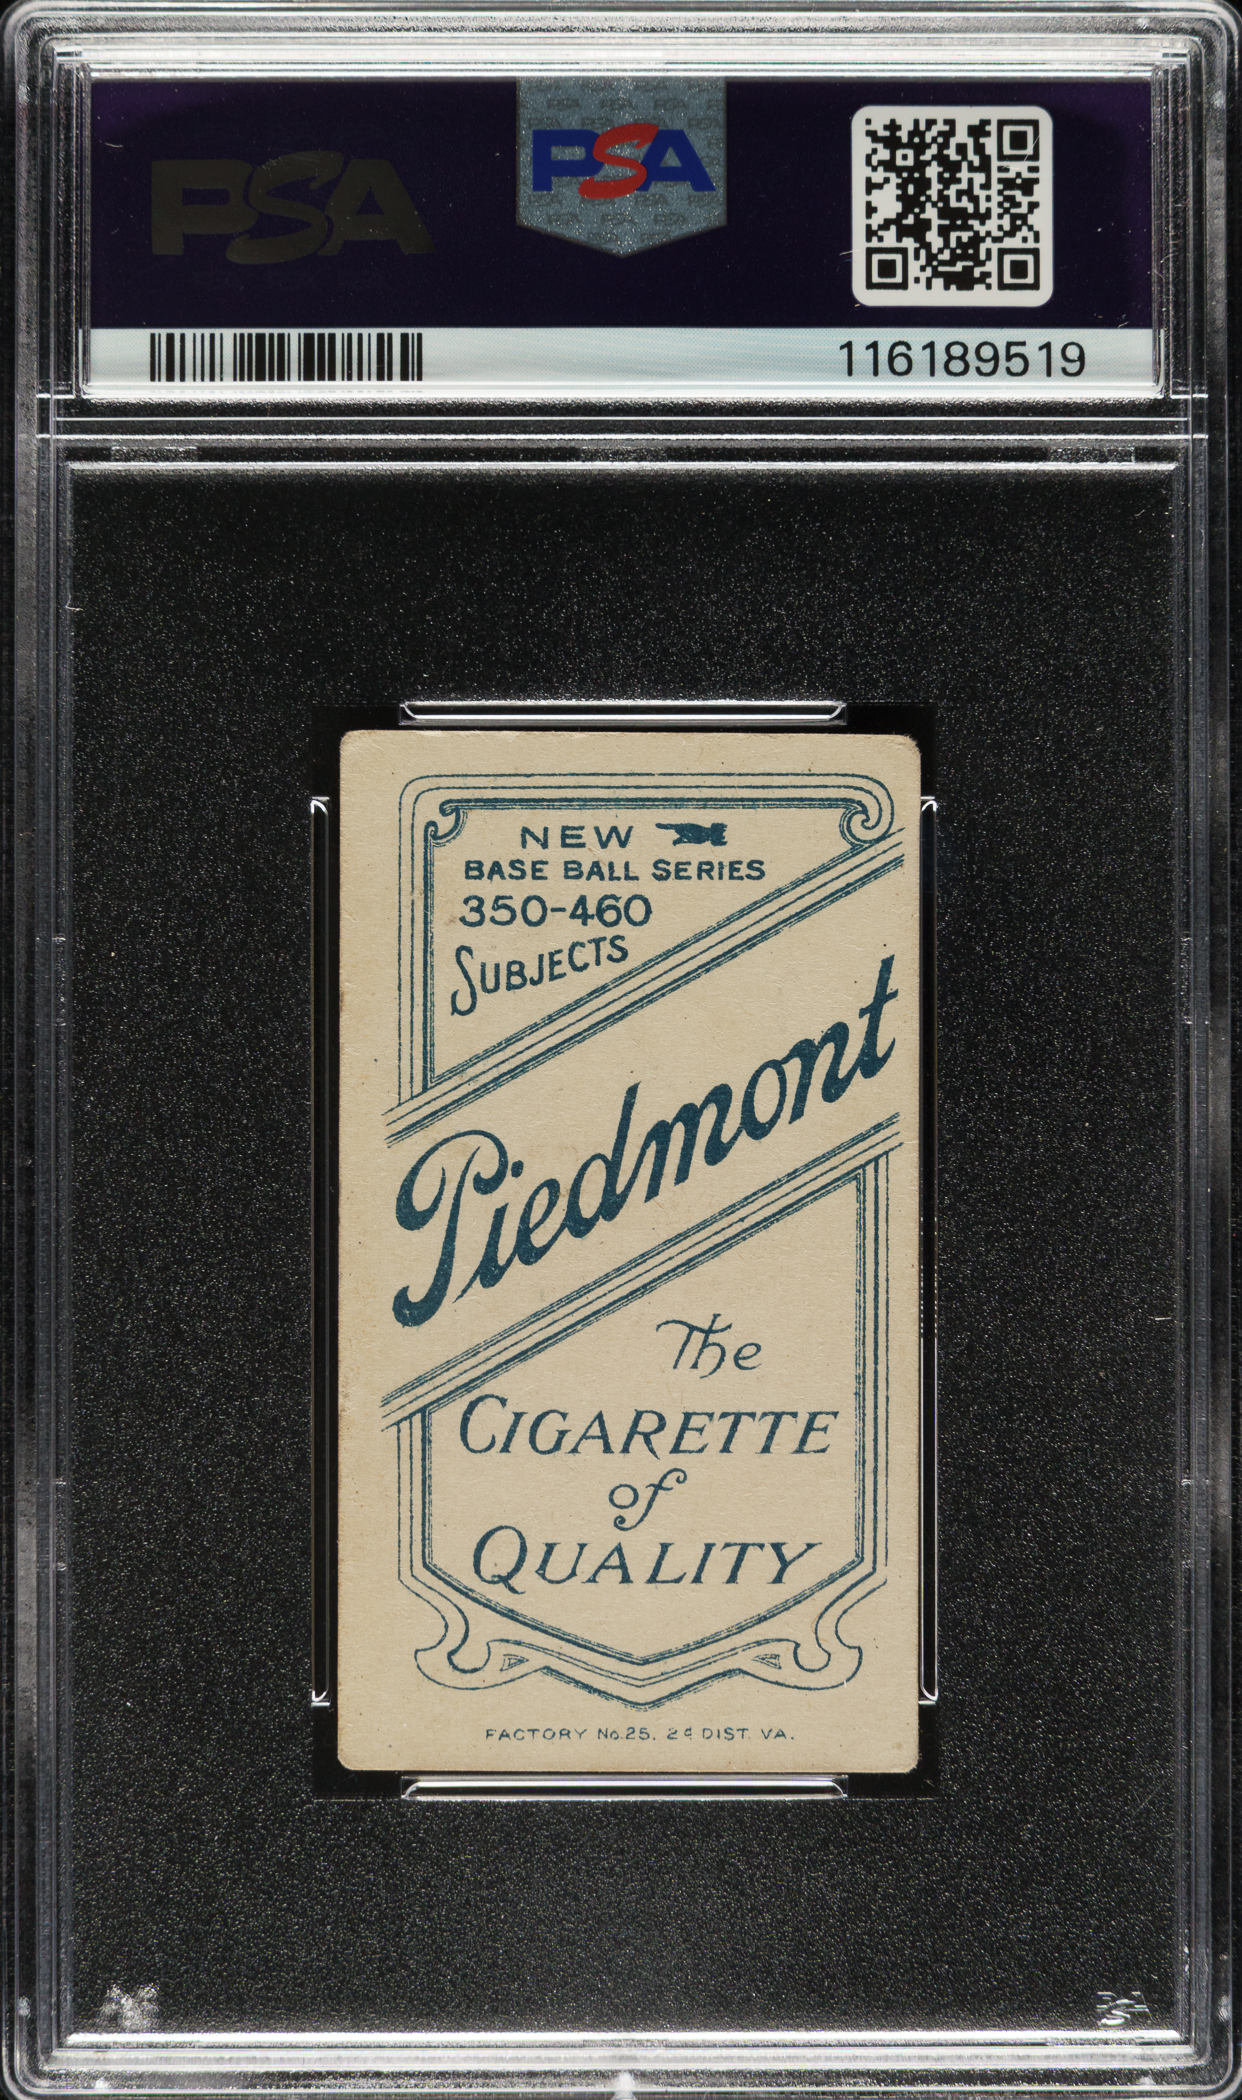 PSA
PSA
116189519
NEW
BASE BALL SERIES
350-460
SUBJECTS
Piedmont
The
CIGARETTE
of
QUALITY
FACTORY No. 25. 2d DIST. VA.
PSA